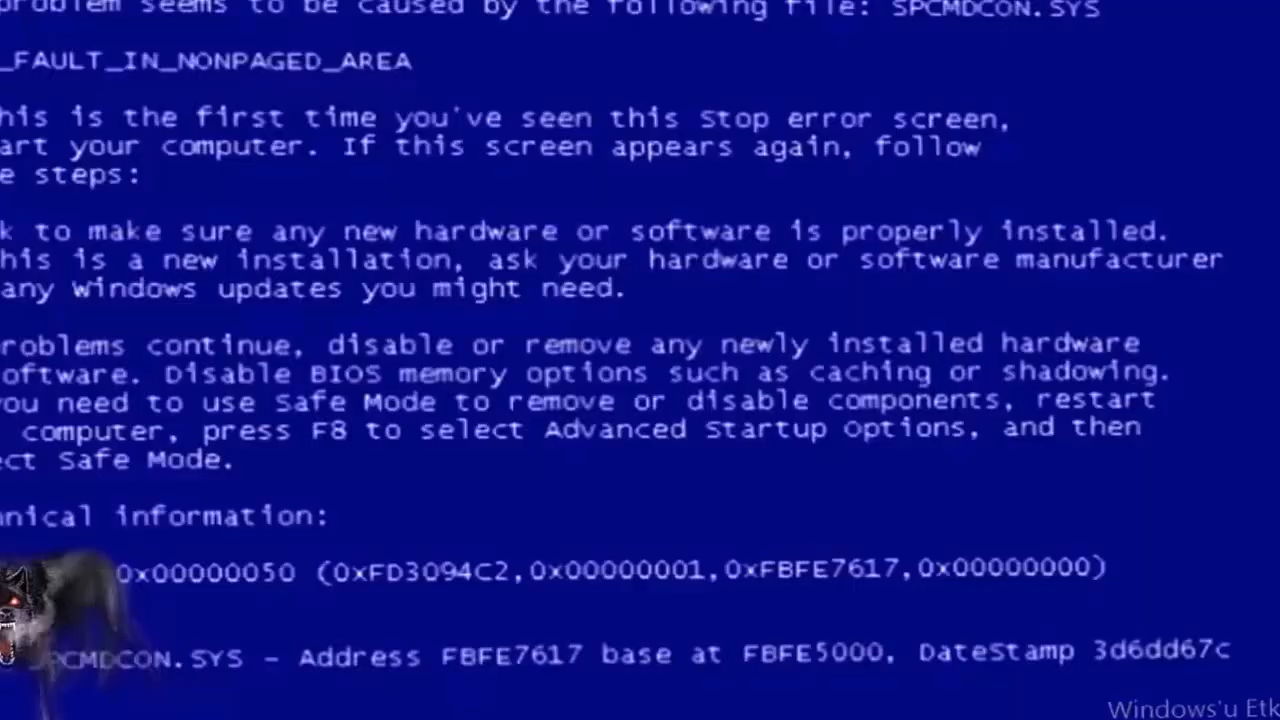 problem seems to be caused by the following file: SPCMDCON.SYS
_FAULT_IN_NONPAGED_AREA
his is the first time you've seen this Stop error screen,
art your computer. If this screen appears again, follow
e steps:
k to make sure any new hardware or software is properly installed.
his is a new installation, ask your hardware or software manufacturer
any Windows updates you might need.
roblems continue, disable or remove any newly installed hardware
oftware. Disable BIOS memory options such as caching or shadowing.
you need to use Safe Mode to remove or disable components, restart
computer, press F8 to select Advanced Startup Options, and then
ect Safe Mode.
nical information:
0x00000050 (0xFD3094C2,0x00000001,0xFBFE7617,0x00000000)
SPCMDCON.SYS - Address FBFE7617 base at FBFE5000, DateStamp 3d6dd67c
Windows'u Etk